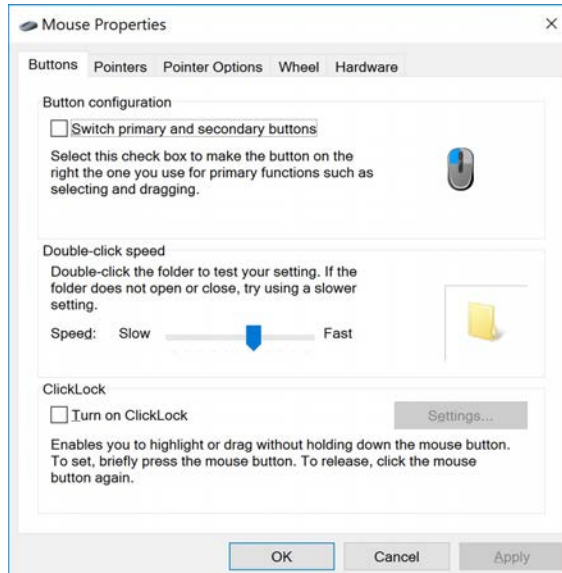 Mouse Properties
Buttons Pointers Pointer Options Wheel Hardware
Button configuration
Switch primary and secondary buttons
Select this check box to make the button on the
right the one you use for primary functions such as
selecting and dragging.
Double-click speed
Double-click the folder to test your setting. If the
folder does not open or close, try using a slower
setting.
Speed: Slow Fast
ClickLock
Turn on ClickLock Settings...
Enables you to highlight or drag without holding down the mouse button.
To set, briefly press the mouse button. To release, click the mouse
button again.
OK Cancel Apply